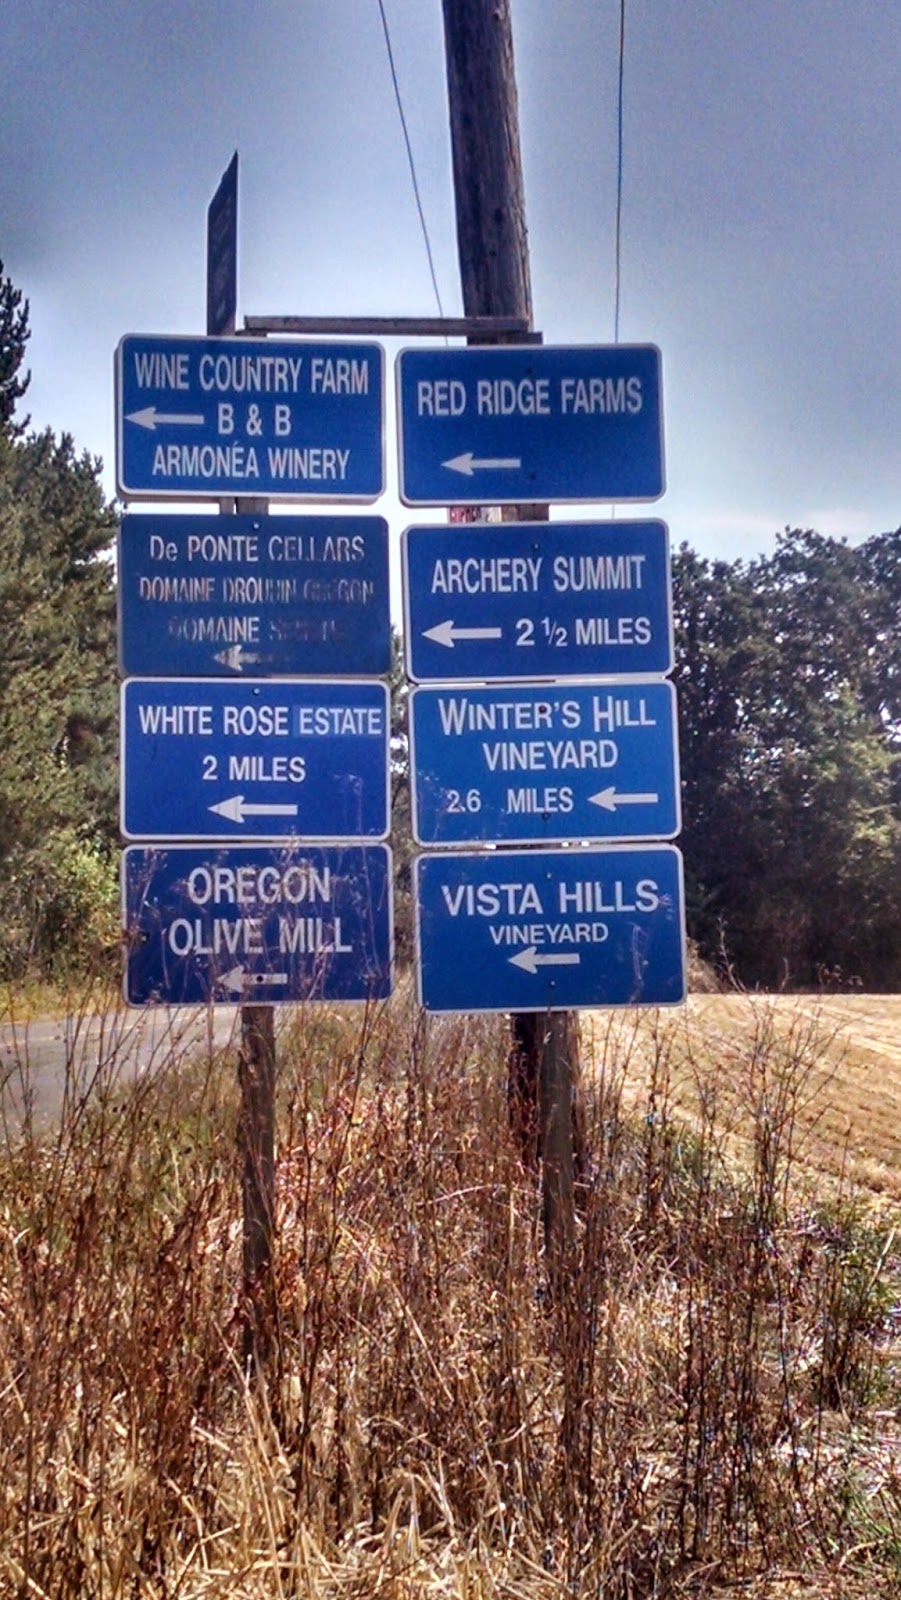 WINE COUNTRY FARM
B & B
ARMONÉA WINERY
RED RIDGE FARMS
De PONTE CELLARS
DOMAINE DROUHIN OREGON
DOMAINE
ARCHERY SUMMIT
2 1/2 MILES
WHITE ROSE ESTATE
2 MILES
WINTER'S HILL
VINEYARD
2.6 MILES
OREGON
OLIVE MILL
VISTA HILLS
VINEYARD